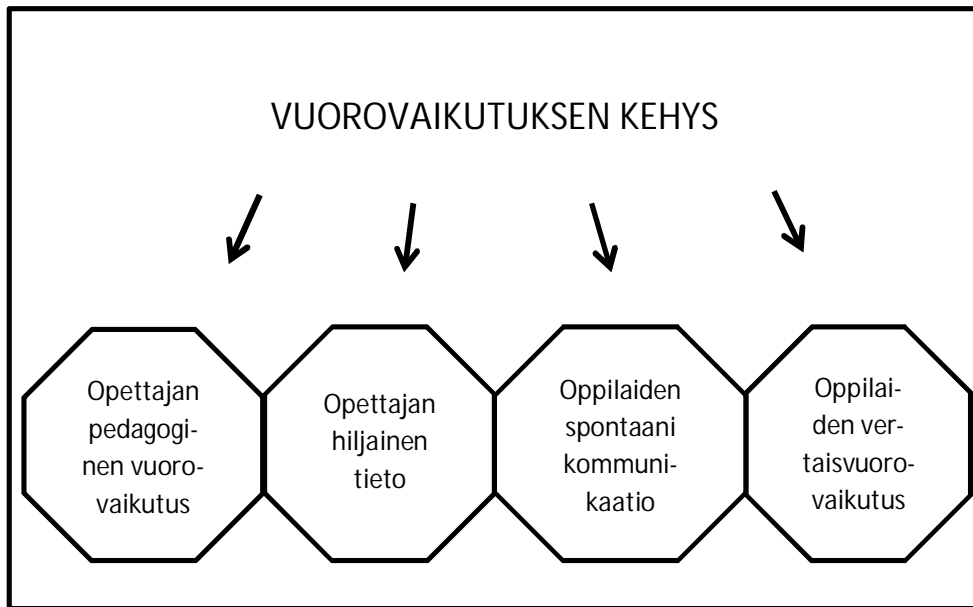 VUOROVAIKUTUKSEN KEHYS
Opettajan
pedagogi-
nen vuoro-
vaikutus
Opettajan
hiljainen
tieto
Oppilaiden
spontaani
kommuni-
kaatio
Oppilai-
den ver-
taisvuoro-
vaikutus